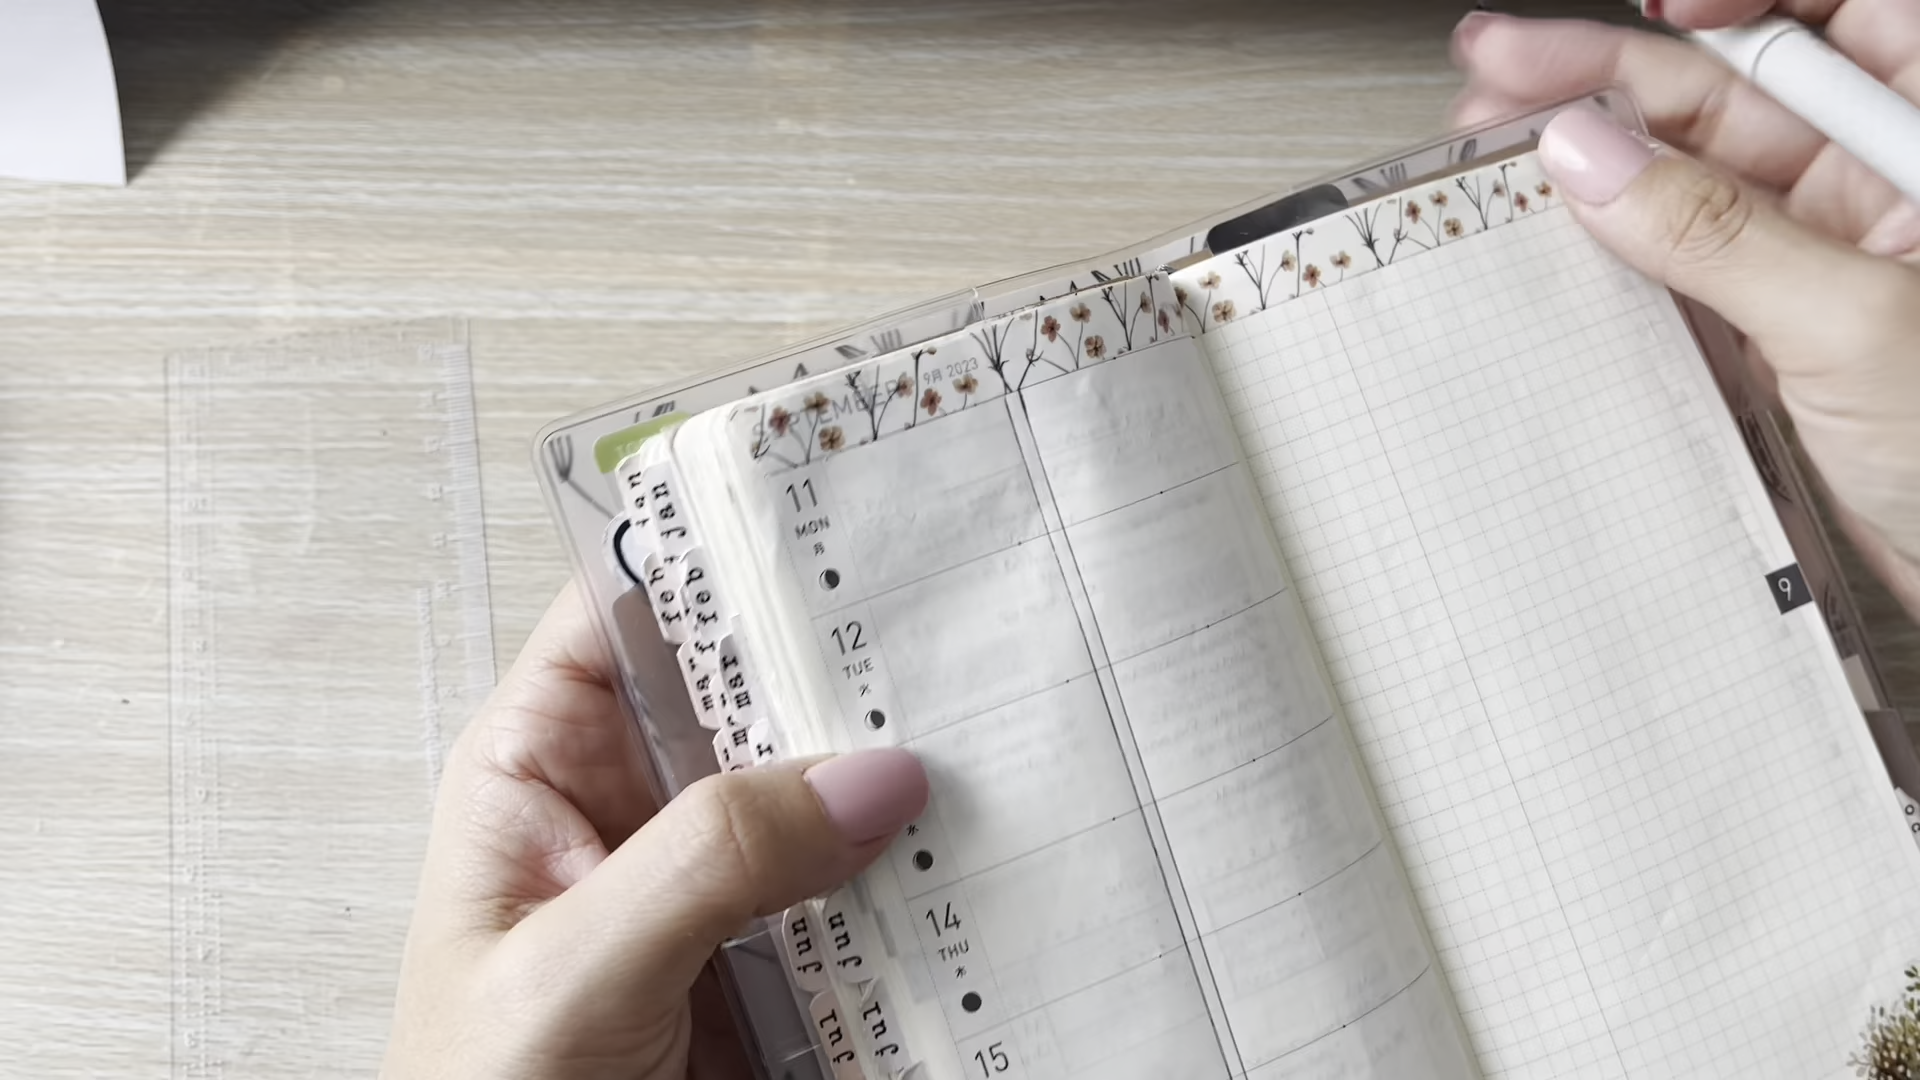 SEPTEMBER 9月 2023
11
MON
月
12
TUE
火
水
14
THU
木
15
9
jan
feb
feb
mar
mar
jun
jun
jul
jul